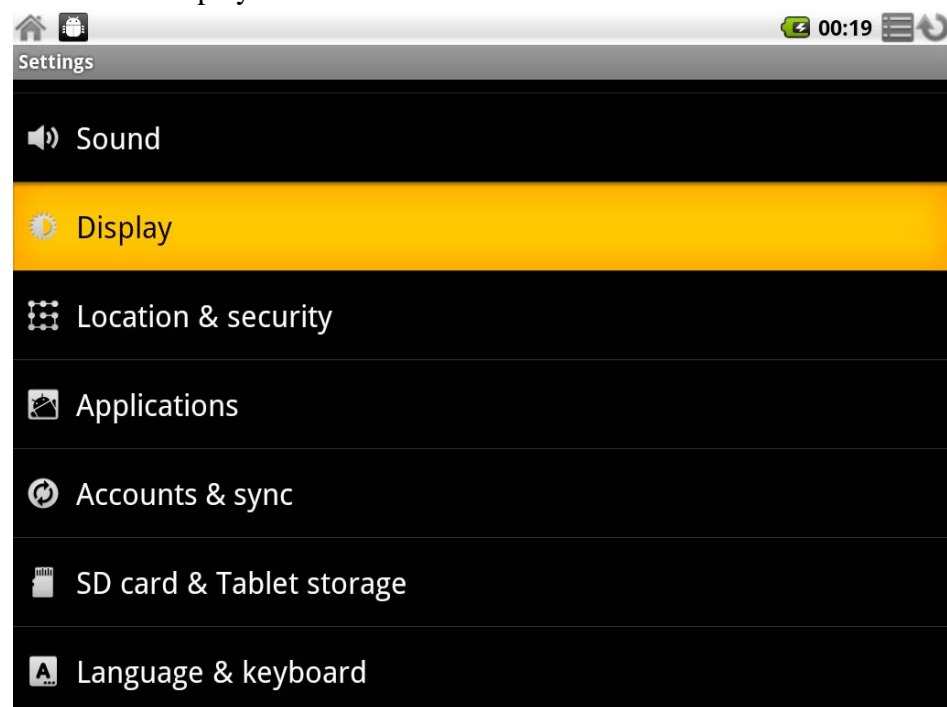 00:19
Settings
Sound
Display
Location & security
Applications
Accounts & sync
SD card & Tablet storage
Language & keyboard